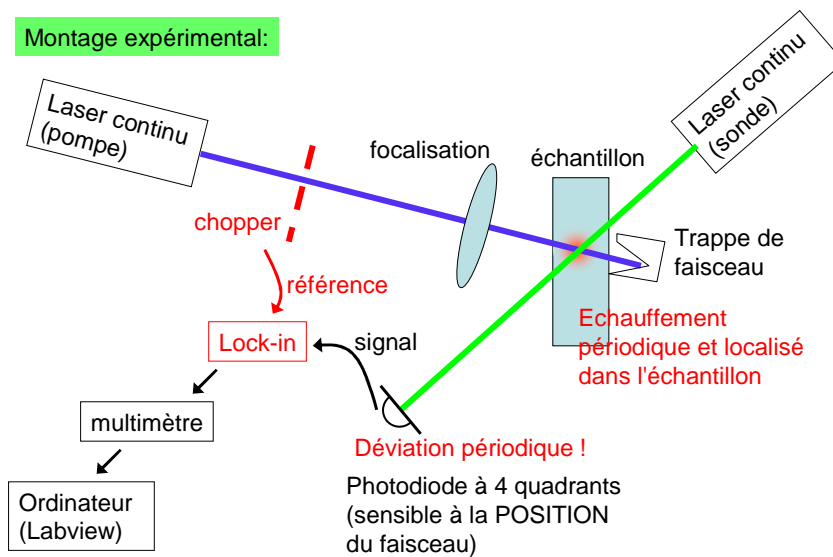 Montage expérimental:
Laser continu
(pompe)
Laser continu
(sonde)
focalisation
échantillon
chopper
Trappe de
faisceau
référence
Echauffement
périodique et localisé
dans l'échantillon
Lock-in
signal
multimètre
Déviation périodique !
Photodiode à 4 quadrants
(sensible à la POSITION
du faisceau)
Ordinateur
(Labview)